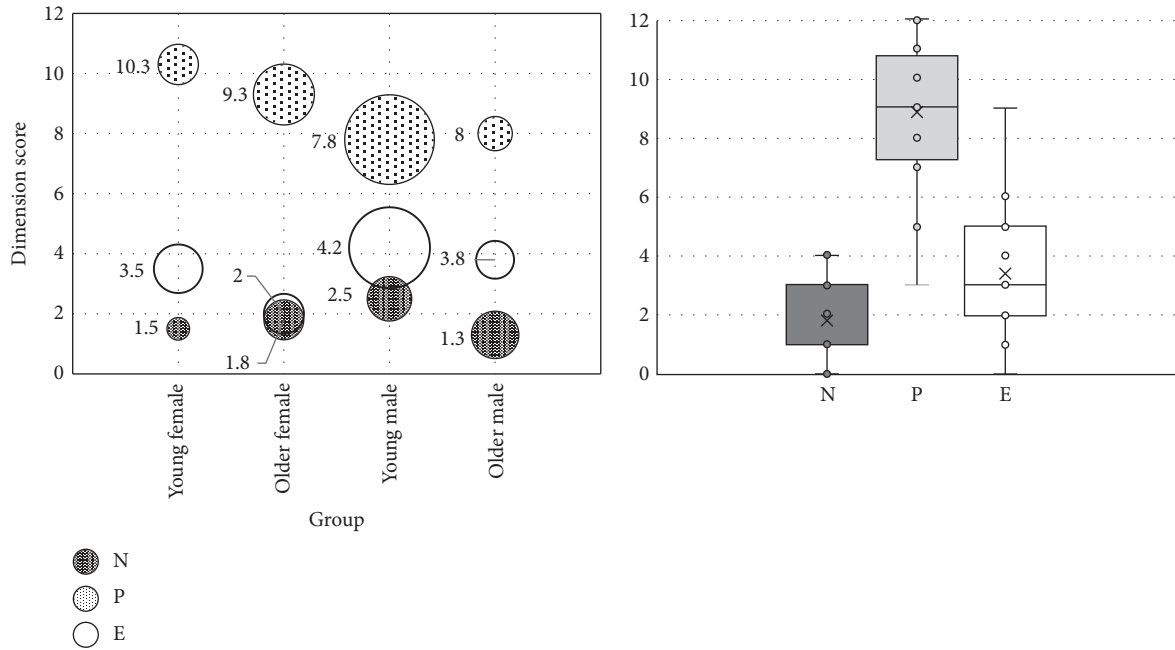 12
10
8
6
4
2
0
Dimension score
10.3
9.3
7.8
8
3.5
4.2
3.8
2
2.5
1.5
1.8
1.3
Young female
Older female
Young male
Older male
Group
N
P
E
12
10
8
6
4
2
0
N
P
E